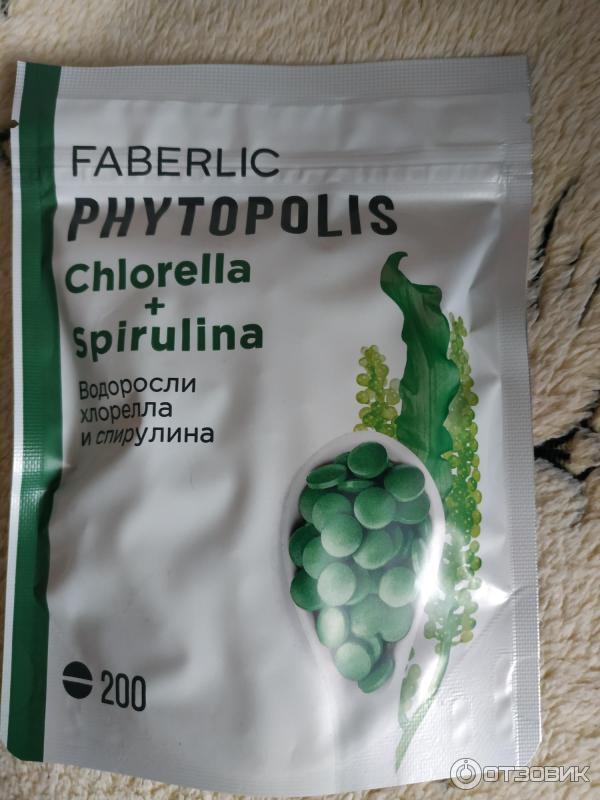 FABERLIC
PHYTOPOLIS
Chlorella
+
Spirulina
Водоросли
хлорелла
и спирулина
200
ОТЗОВИК